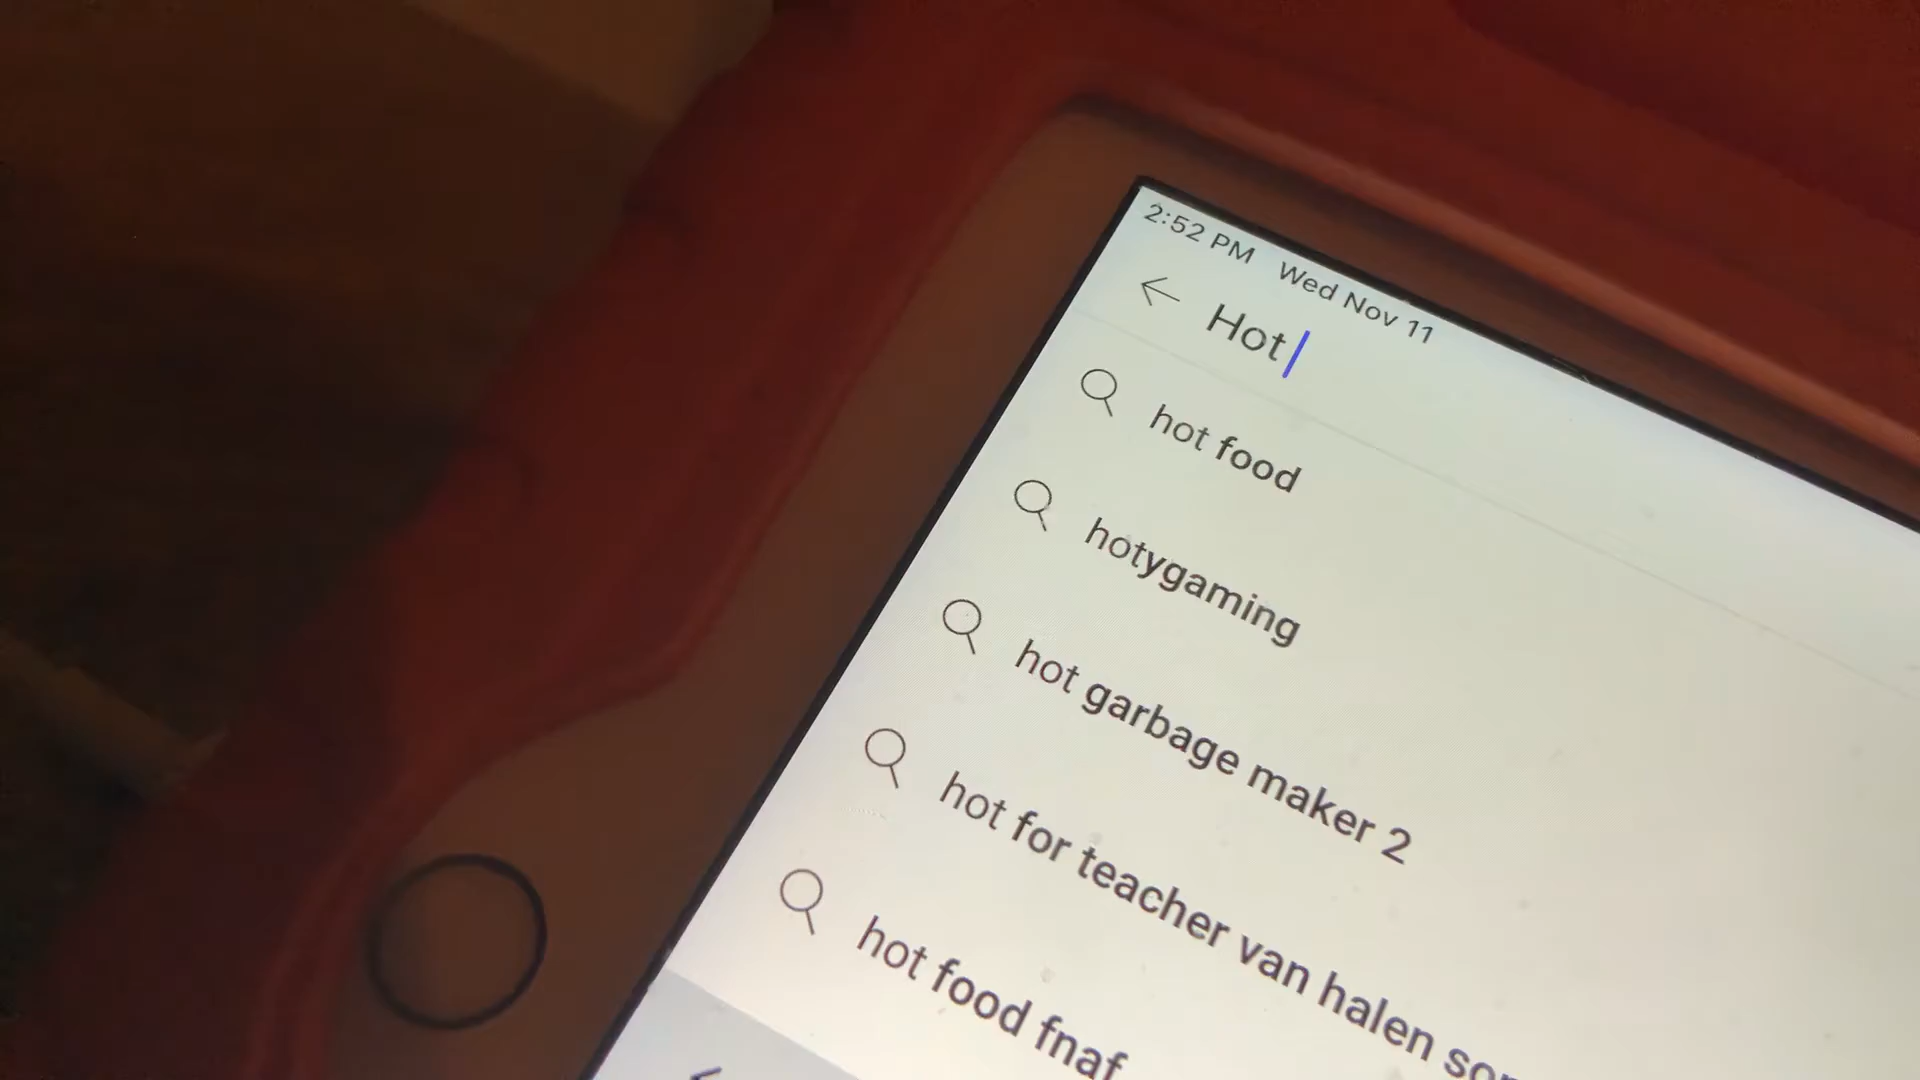 2:52 PM Wed Nov 11
Hot
hot food
hotygaming
hot garbage maker 2
hot for teacher van halen
hot food fnaf